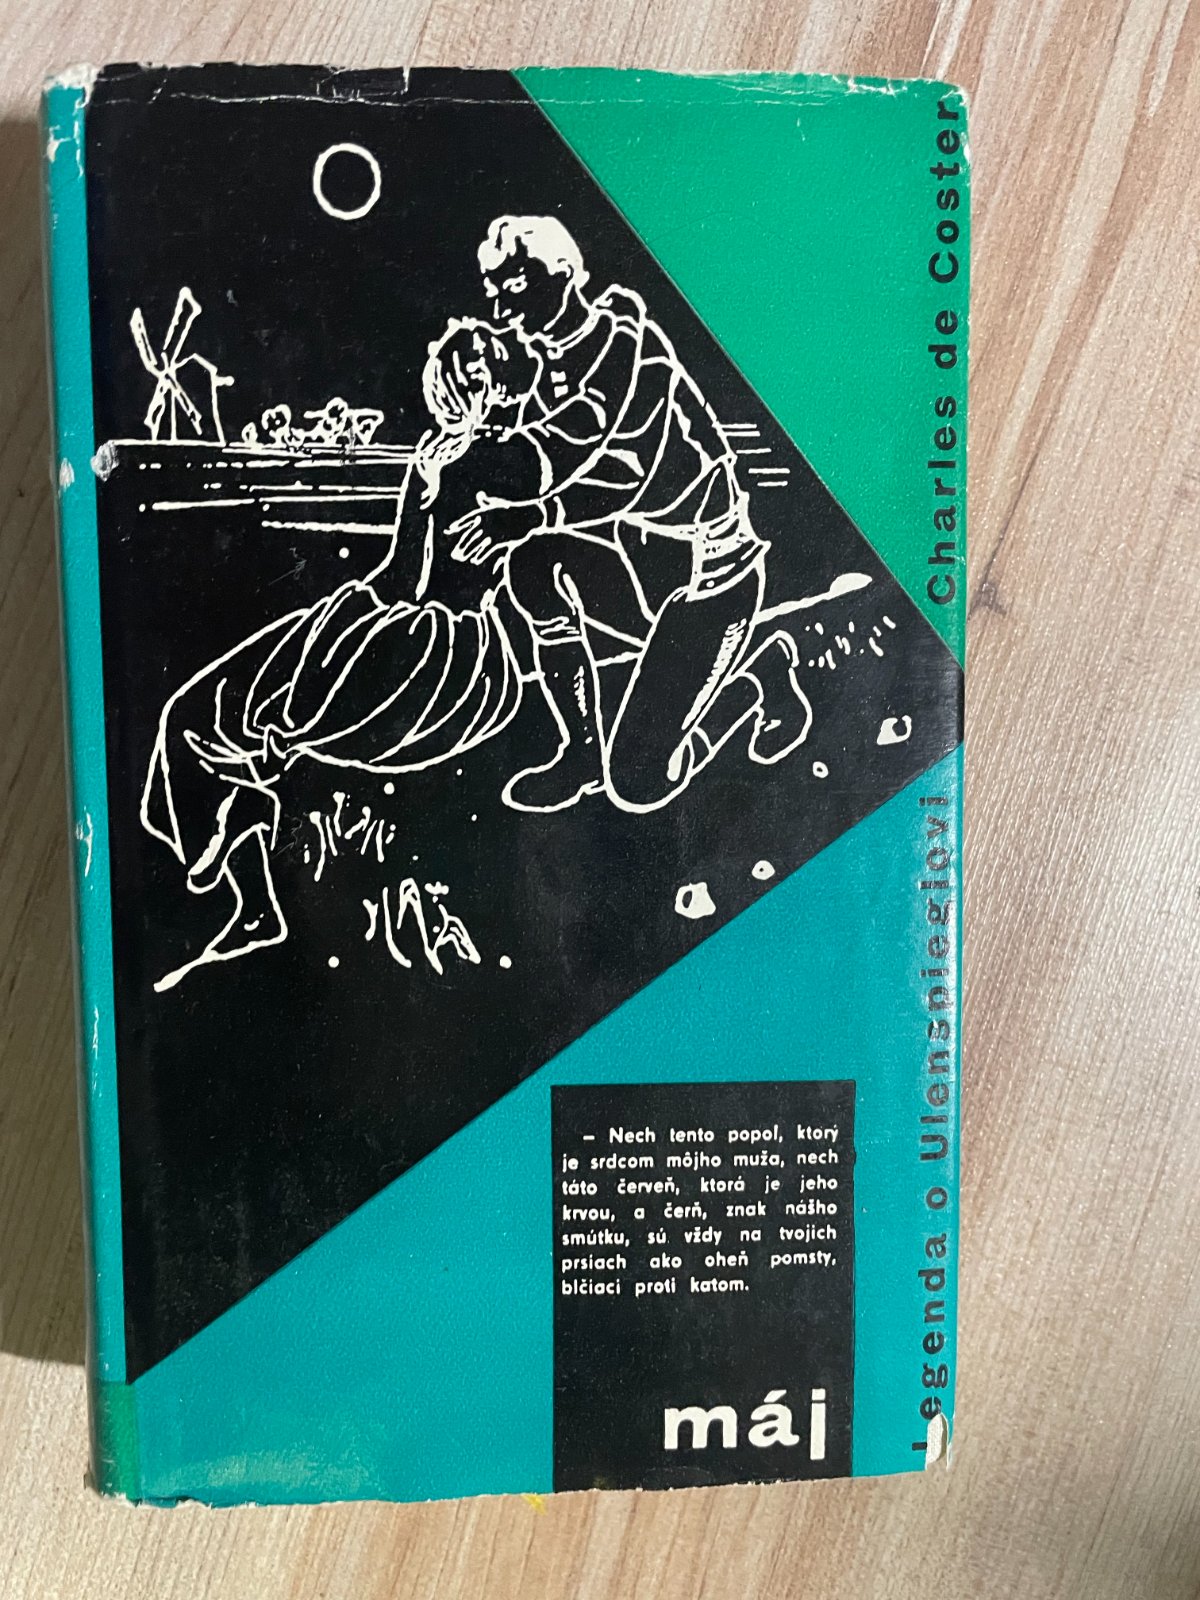 Charles de Coster
Legenda o Ulenspieglovi
– Nech tento popol, ktorý
je srdcom môjho muža, nech
táto červeň, ktorá je jeho
krvou, a čerň, znak nášho
smútku, sú vždy na tvojich
prsiach ako oheň pomsty,
blčiaci proti katom.
máj